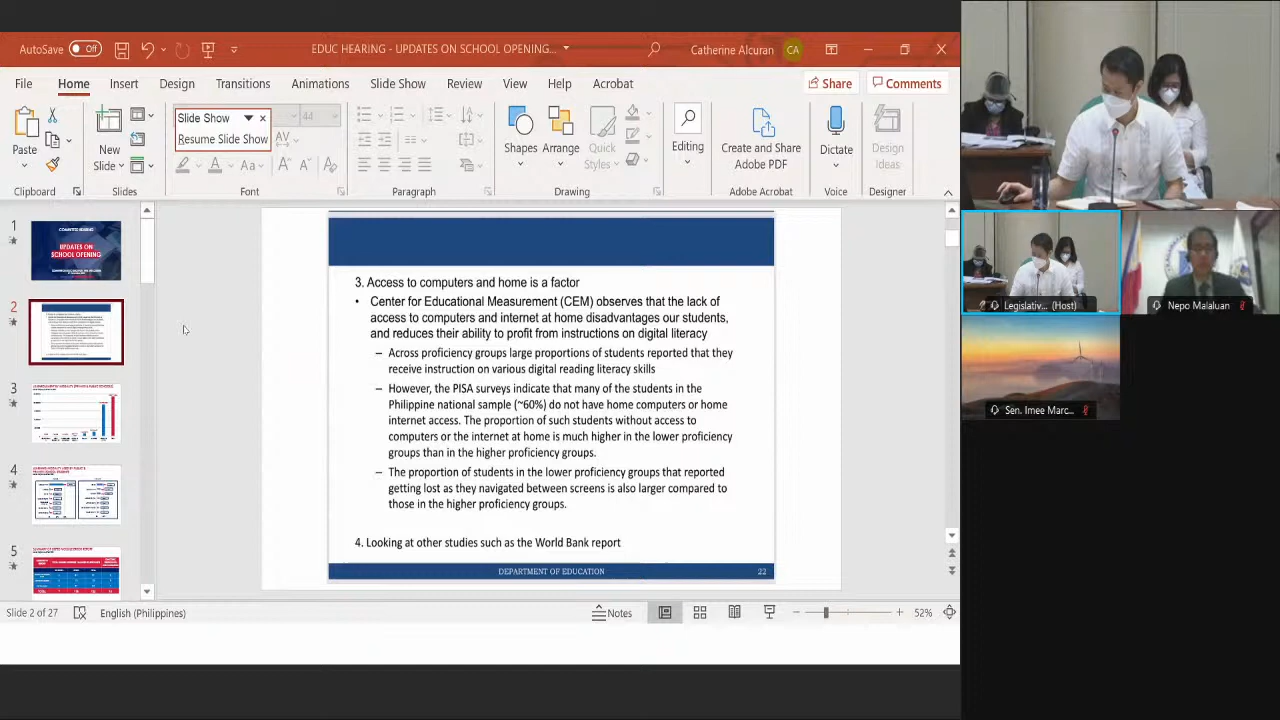 AutoSave Off EDUC HEARING - UPDATES ON SCHOOL OPENING... Catherine Alcuran CA
File Home Insert Design Transitions Animations Slide Show Review View Help Acrobat Share Comments
Slide Show
Resume Slide Show
44
Paste
New
Slide
Shapes
Arrange
Quick
Styles
Editing
Create and Share
Adobe PDF
Dictate
Design
Ideas
Clipboard Slides Font Paragraph Drawing Adobe Acrobat Voice Designer
1
COMMITTEE HEARING
UPDATES ON
SCHOOL OPENING
2
3
4
5
3. Access to computers and home is a factor
• Center for Educational Measurement (CEM) observes that the lack of
access to computers and internet at home disadvantages our students,
and reduces their ability to profit from instructions on digital literacy
– Across proficiency groups large proportions of students reported that they
receive instruction on various digital reading literacy skills
– However, the PISA surveys indicate that many of the students in the
Philippine national sample (~60%) do not have home computers or home
internet access. The proportion of such students without access to
computers or the internet at home is much higher in the lower proficiency
groups than in the higher proficiency groups.
– The proportion of students in the lower proficiency groups that reported
getting lost as they navigated between screens is also larger compared to
those in the higher proficiency groups.
4. Looking at other studies such as the World Bank report
DEPARTMENT OF EDUCATION 22
Slide 2 of 27 English (Philippines) Notes 52%
Legislativ... (Host)
Nepo Malaluan
Sen. Imee Marc...